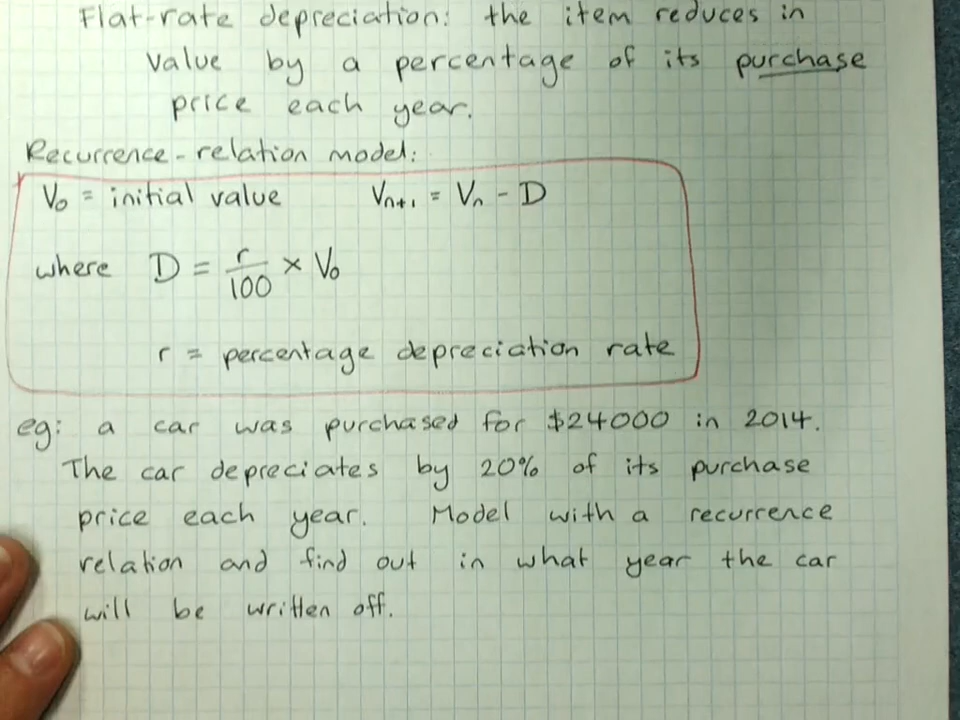 Flat-rate depreciation: the item reduces in
value by a percentage of its purchase
price each year.
Recurrence-relation model:
V₀ = initial value Vₙ₊₁ = Vₙ - D
where D = r/100 × V₀
r = percentage depreciation rate
eg: a car was purchased for $24000 in 2014.
The car depreciates by 20% of its purchase
price each year. Model with a recurrence
relation and find out in what year the car
will be written off.